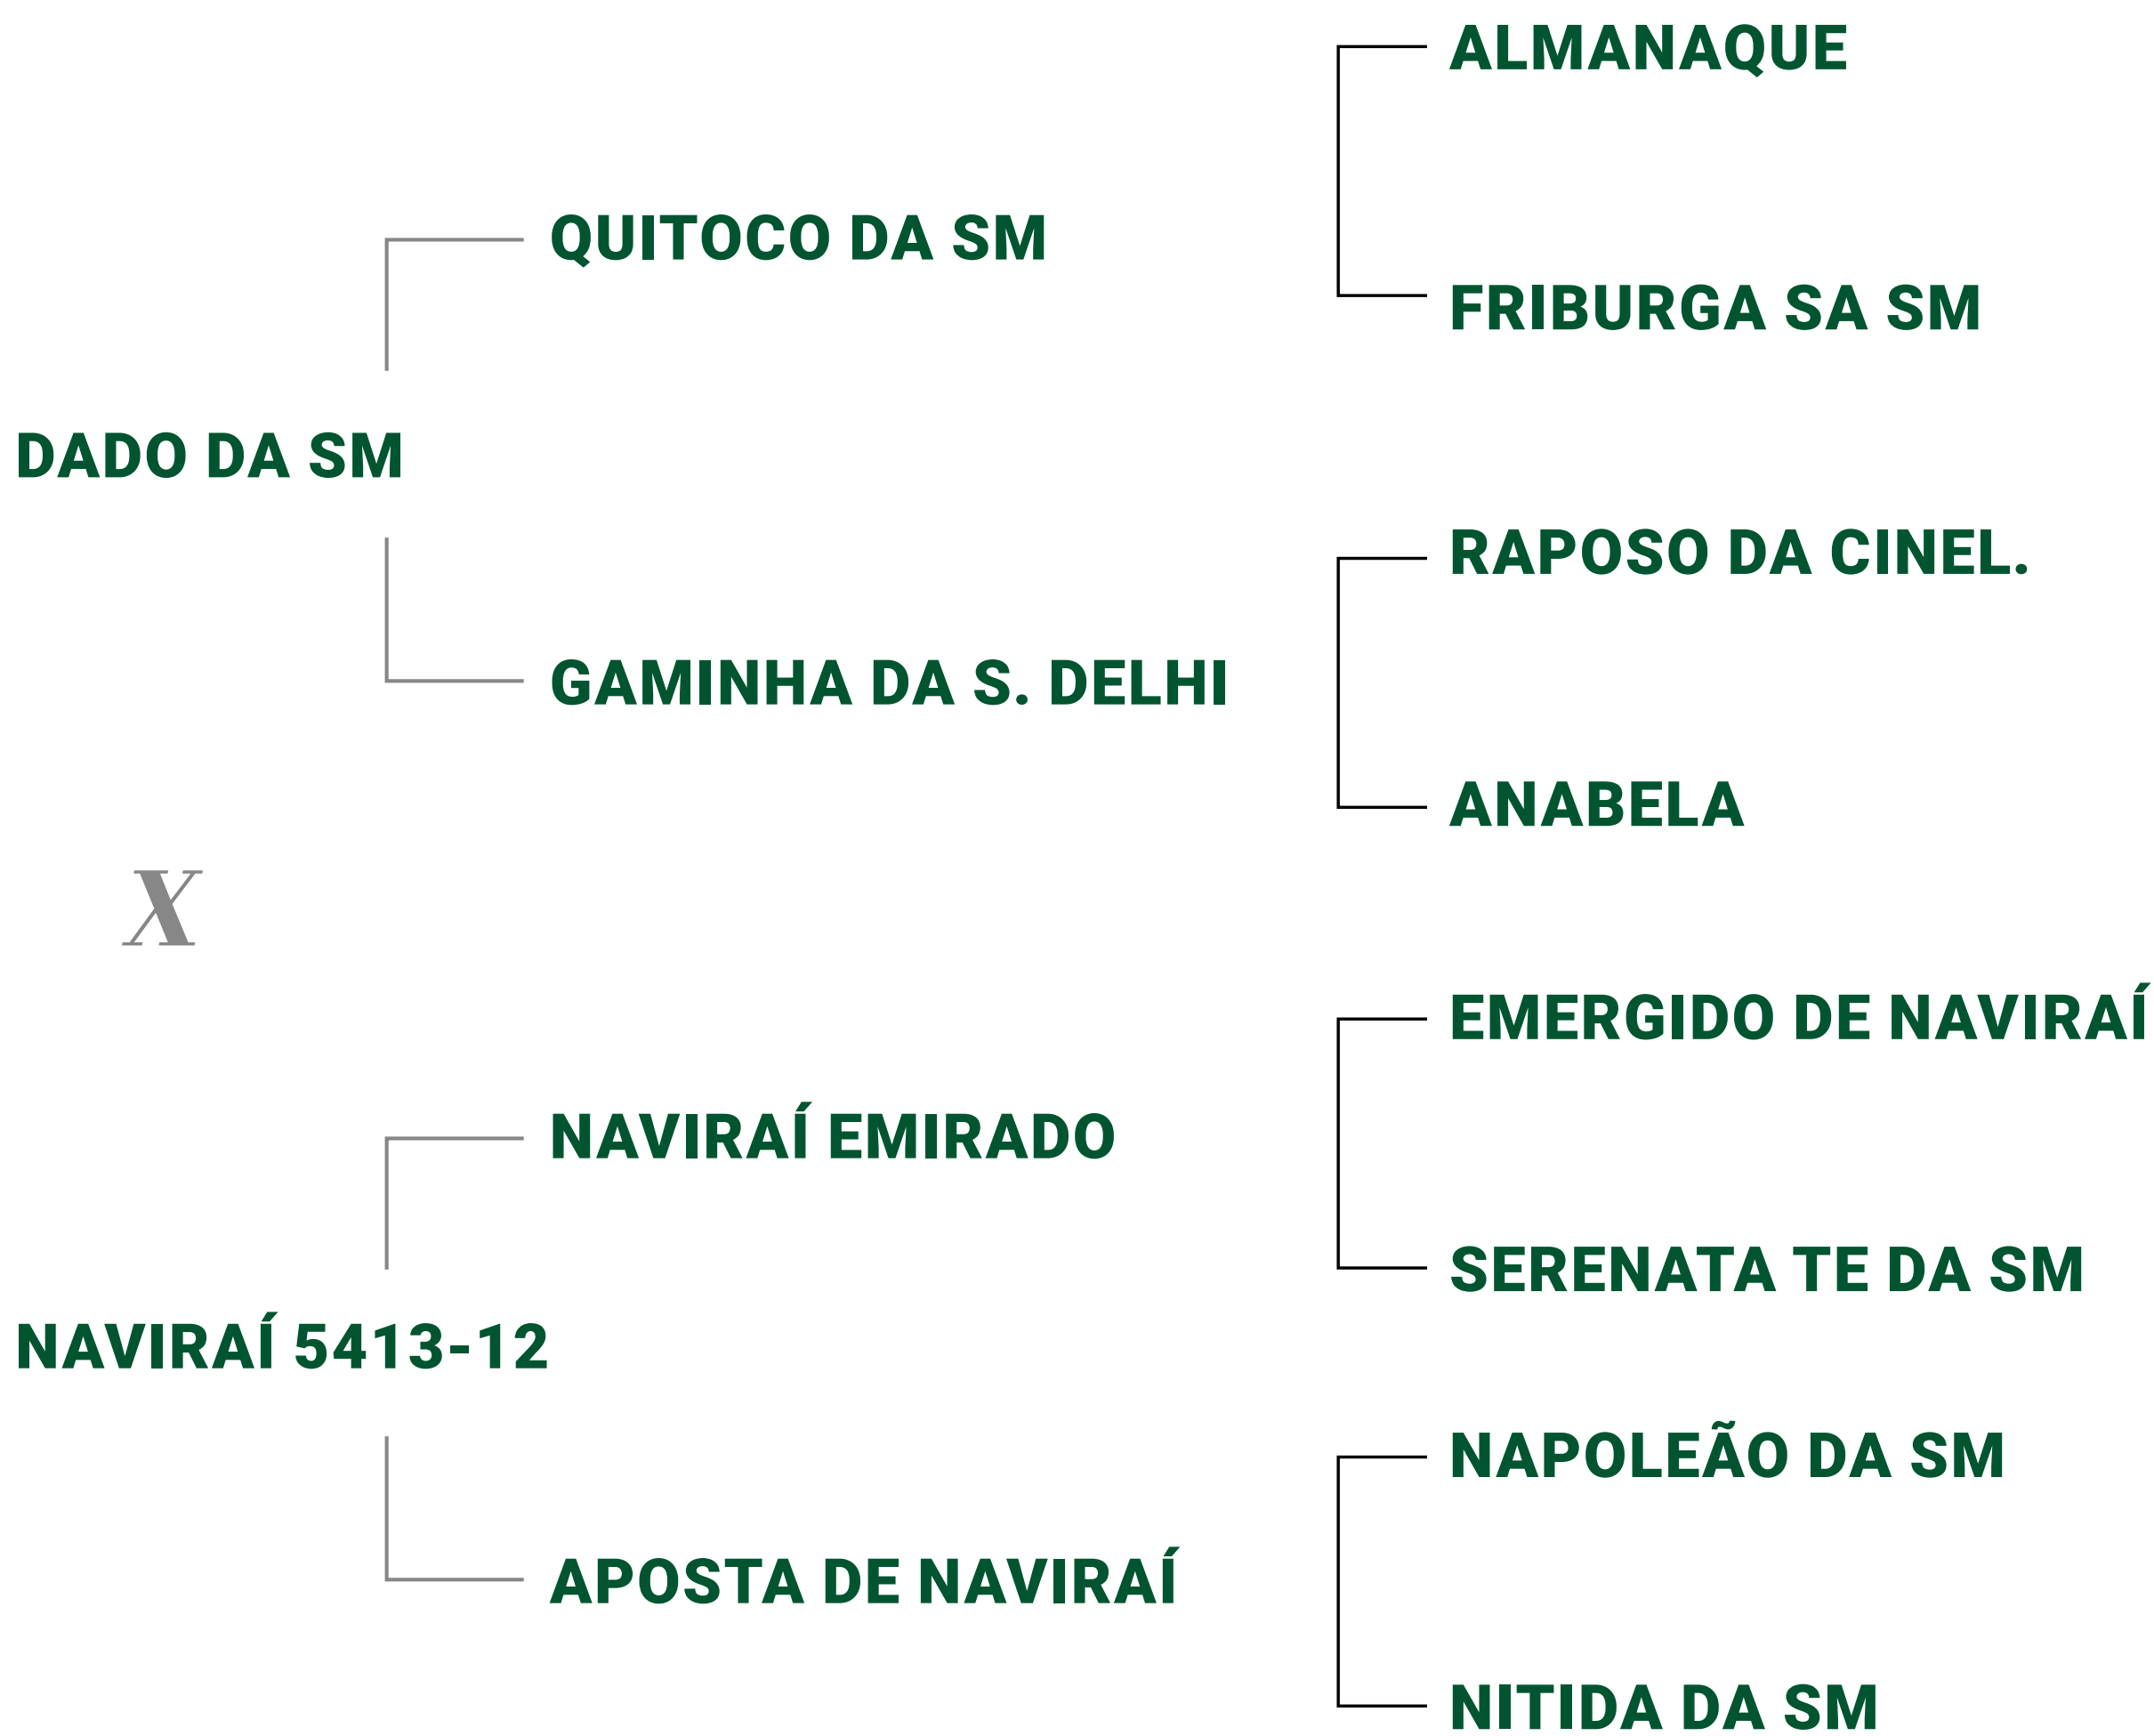 ALMANAQUE
QUITOCO DA SM
FRIBURGA SA SM
DADO DA SM
RAPOSO DA CINEL.
GAMINHA DA S. DELHI
ANABELA
X
EMERGIDO DE NAVIRAÍ
NAVIRAÍ EMIRADO
SERENATA TE DA SM
NAVIRAÍ 5413-12
NAPOLEÃO DA SM
APOSTA DE NAVIRAÍ
NITIDA DA SM